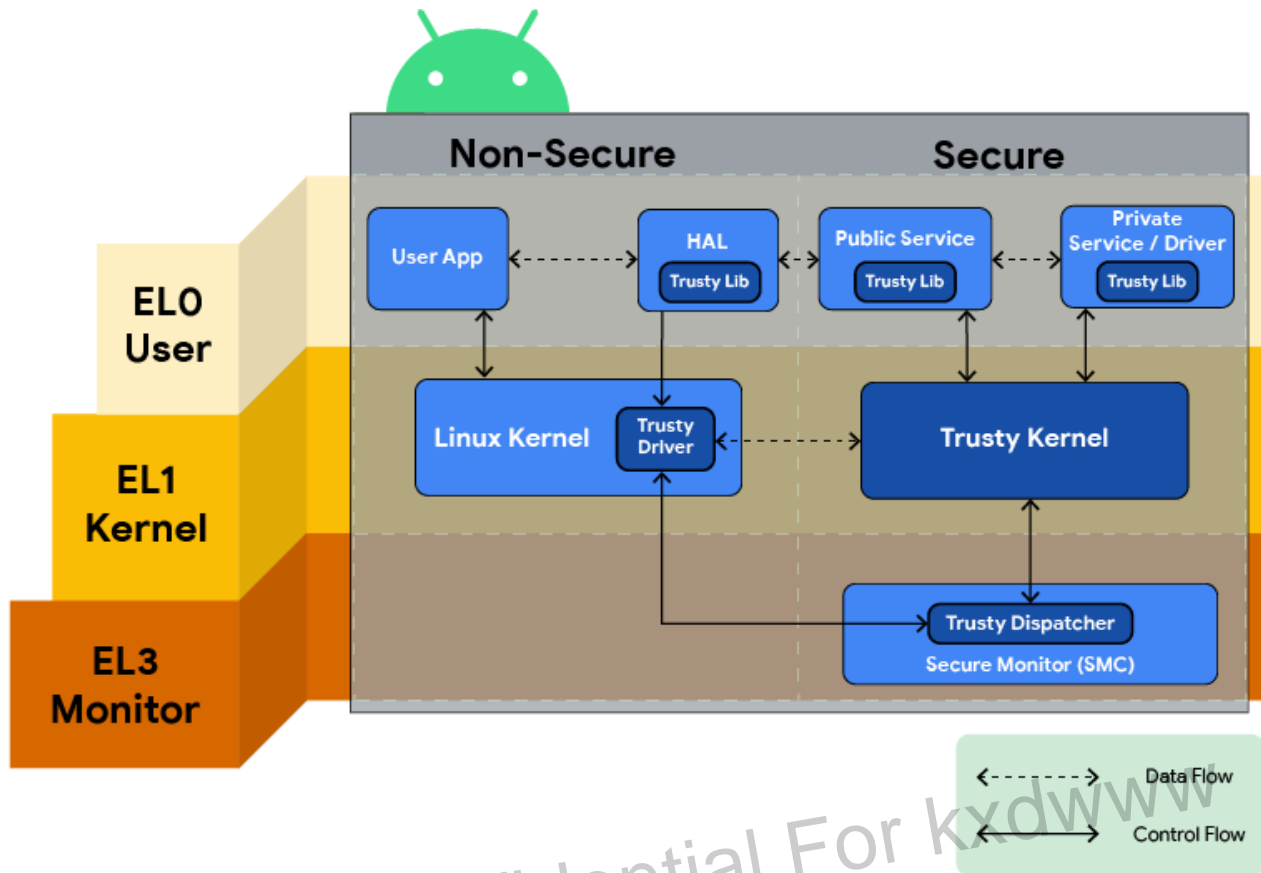 Non-Secure
Secure
User App
HAL
Trusty Lib
Public Service
Trusty Lib
Private
Service / Driver
Trusty Lib
EL0
User
Linux Kernel
Trusty
Driver
Trusty Kernel
EL1
Kernel
Trusty Dispatcher
Secure Monitor (SMC)
EL3
Monitor
Data Flow
Control Flow
For kxdwww